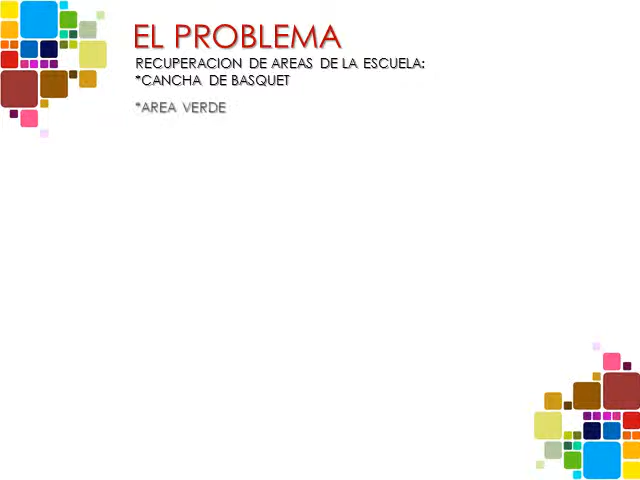 EL PROBLEMA
RECUPERACION DE AREAS DE LA ESCUELA:
*CANCHA DE BASQUET
*AREA VERDE